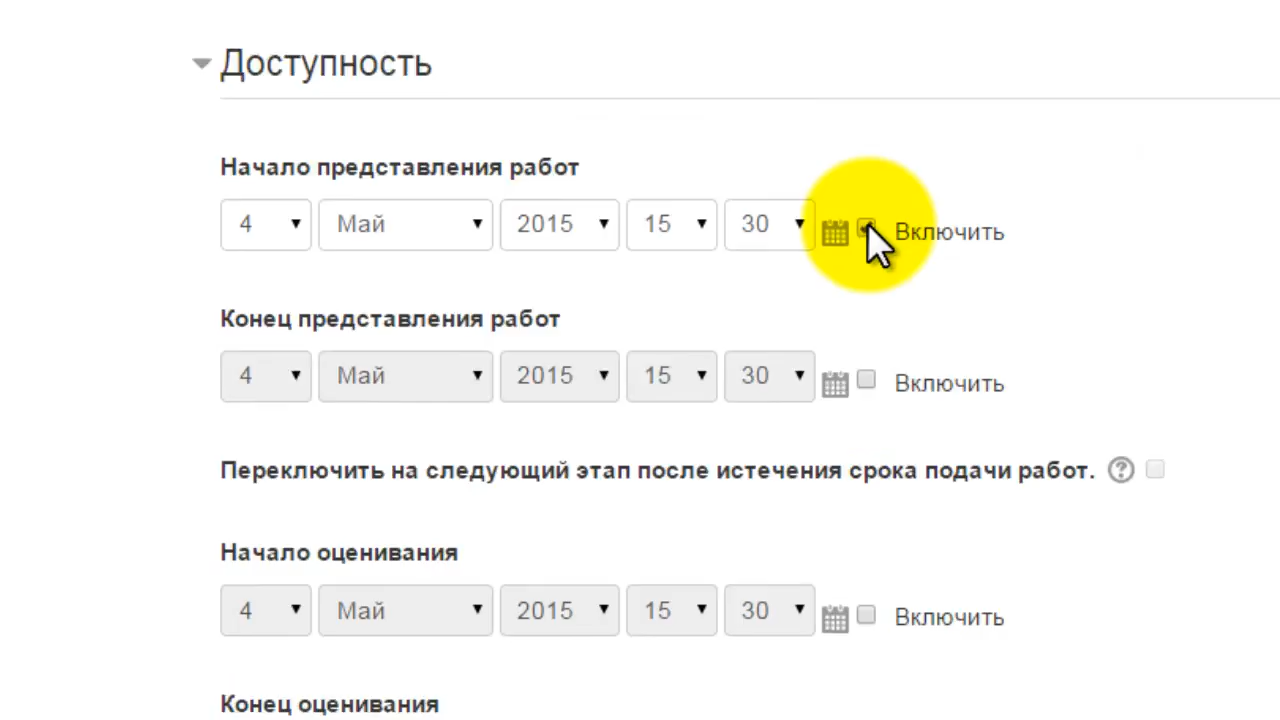 Доступность
Начало представления работ
4 Май 2015 15 30 Включить
Конец представления работ
4 Май 2015 15 30 Включить
Переключить на следующий этап после истечения срока подачи работ. ?
Начало оценивания
4 Май 2015 15 30 Включить
Конец оценивания